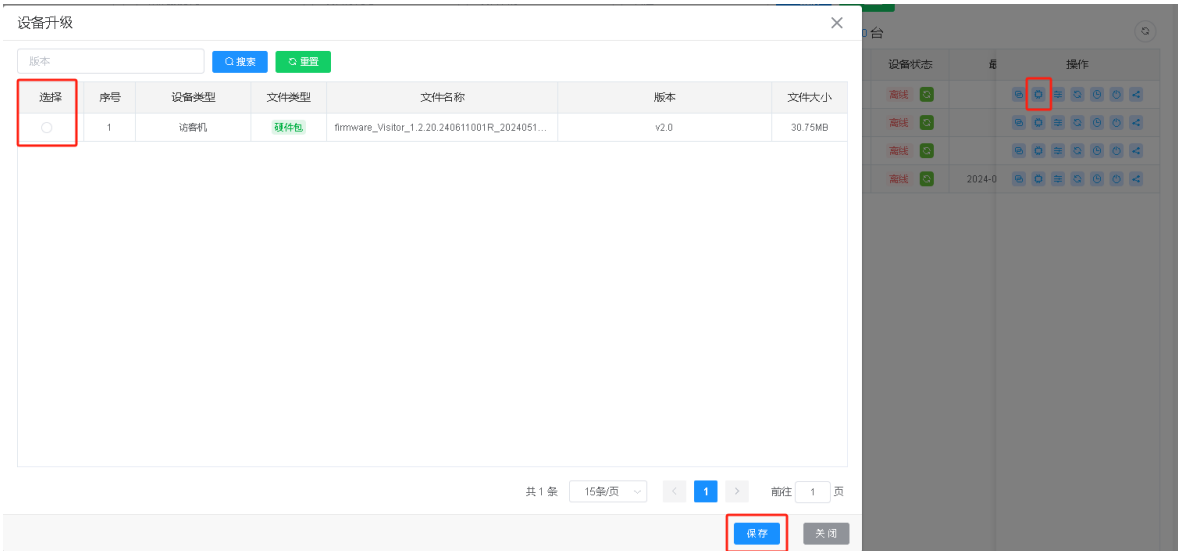 设备升级
0台
版本 搜索 重置
设备状态 操作
选择 序号 设备类型 文件类型 文件名称 版本 文件大小
离线
1 访客机 硬件包 firmware_Visitor_1.2.20.240611001R_2024051... v2.0 30.75MB
离线
离线
离线 2024-0
共 1 条 15条/页 1 前往 1 页
保存 关闭